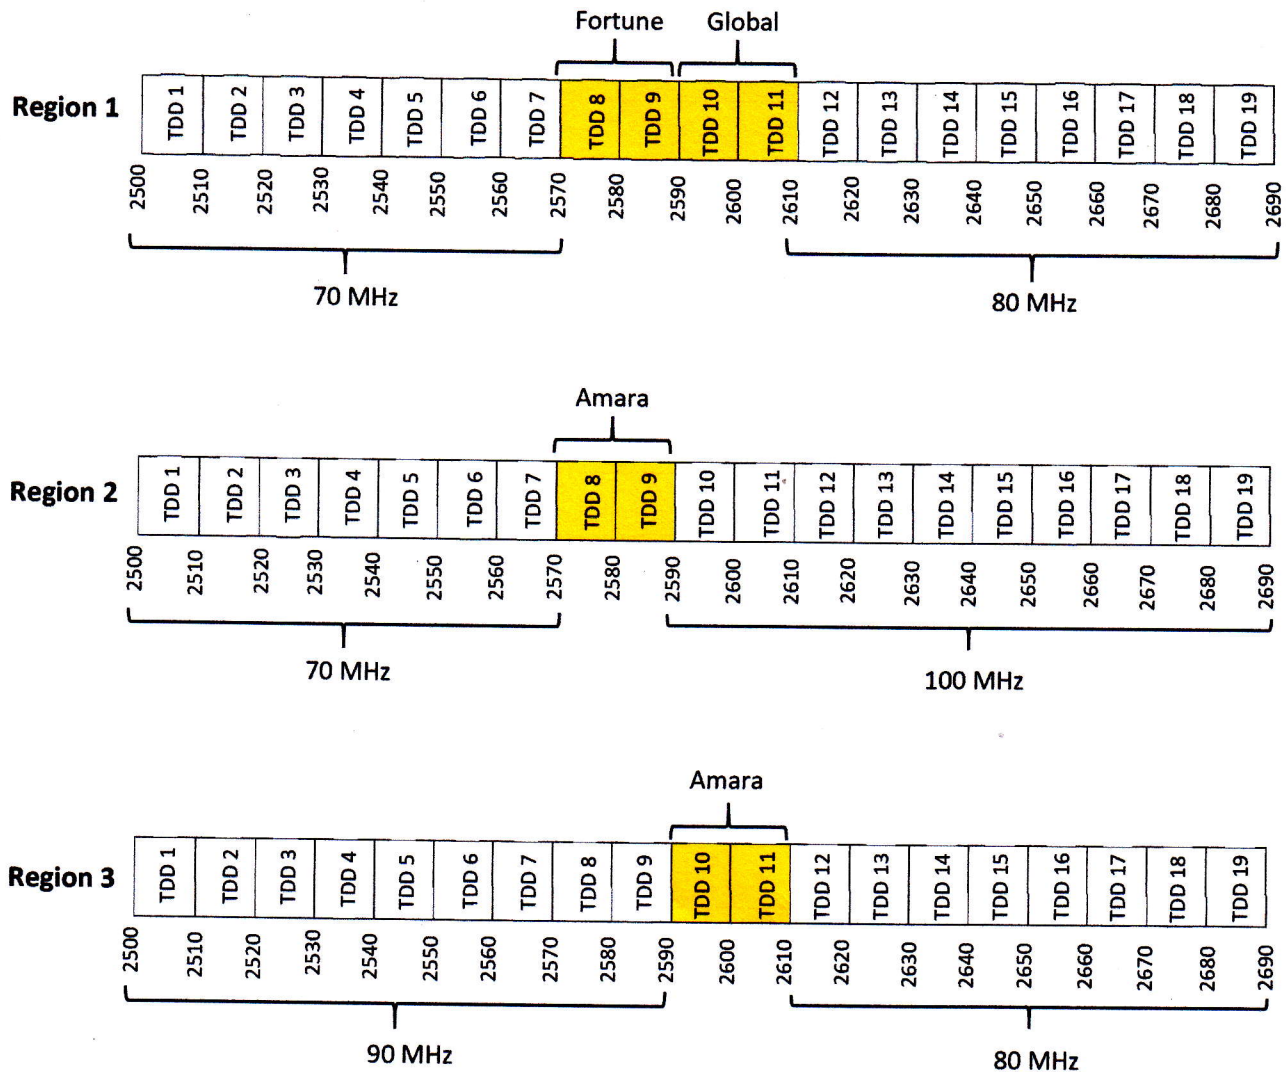 Fortune Global
Region 1 TDD 1 TDD 2 TDD 3 TDD 4 TDD 5 TDD 6 TDD 7 TDD 8 TDD 9 TDD 10 TDD 11 TDD 12 TDD 13 TDD 14 TDD 15 TDD 16 TDD 17 TDD 18 TDD 19
2500 2510 2520 2530 2540 2550 2560 2570 2580 2590 2600 2610 2620 2630 2640 2650 2660 2670 2680 2690
70 MHz 80 MHz
Amara
Region 2 TDD 1 TDD 2 TDD 3 TDD 4 TDD 5 TDD 6 TDD 7 TDD 8 TDD 9 TDD 10 TDD 11 TDD 12 TDD 13 TDD 14 TDD 15 TDD 16 TDD 17 TDD 18 TDD 19
2500 2510 2520 2530 2540 2550 2560 2570 2580 2590 2600 2610 2620 2630 2640 2650 2660 2670 2680 2690
70 MHz 100 MHz
Amara
Region 3 TDD 1 TDD 2 TDD 3 TDD 4 TDD 5 TDD 6 TDD 7 TDD 8 TDD 9 TDD 10 TDD 11 TDD 12 TDD 13 TDD 14 TDD 15 TDD 16 TDD 17 TDD 18 TDD 19
2500 2510 2520 2530 2540 2550 2560 2570 2580 2590 2600 2610 2620 2630 2640 2650 2660 2670 2680 2690
90 MHz 80 MHz